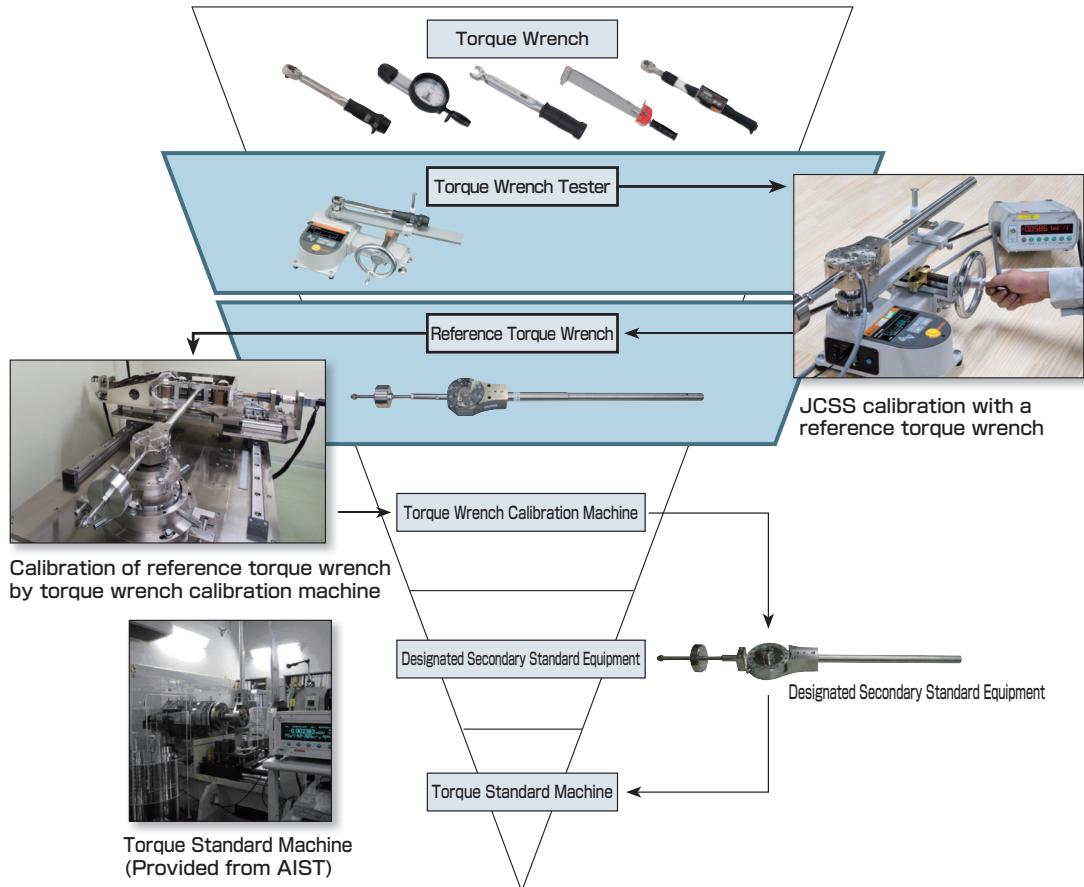 Torque Wrench
Torque Wrench Tester
Reference Torque Wrench
JCSS calibration with a
reference torque wrench
Torque Wrench Calibration Machine
Calibration of reference torque wrench
by torque wrench calibration machine
Designated Secondary Standard Equipment
Designated Secondary Standard Equipment
Torque Standard Machine
Torque Standard Machine
(Provided from AIST)